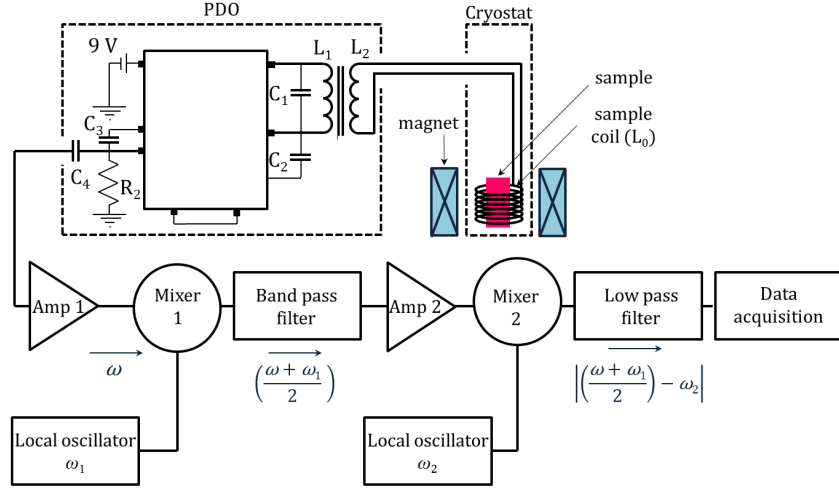 PDO
Cryostat
9 V
L₁ L₂
C₁
C₂
C₃
C₄
R₂
magnet
sample
sample
coil (L₀)
Amp 1
Mixer
1
Band pass
filter
Amp 2
Mixer
2
Low pass
filter
Data
acquisition
ω
((ω + ω₁)/2)
|((ω + ω₁)/2) − ω₂|
Local oscillator
ω₁
Local oscillator
ω₂